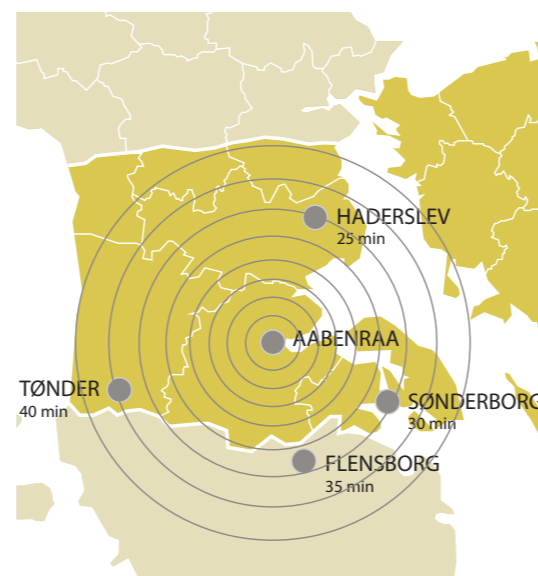 HADERSLEV
25 min
AABENRAA
TØNDER
40 min
SØNDERBORG
30 min
FLENSBORG
35 min